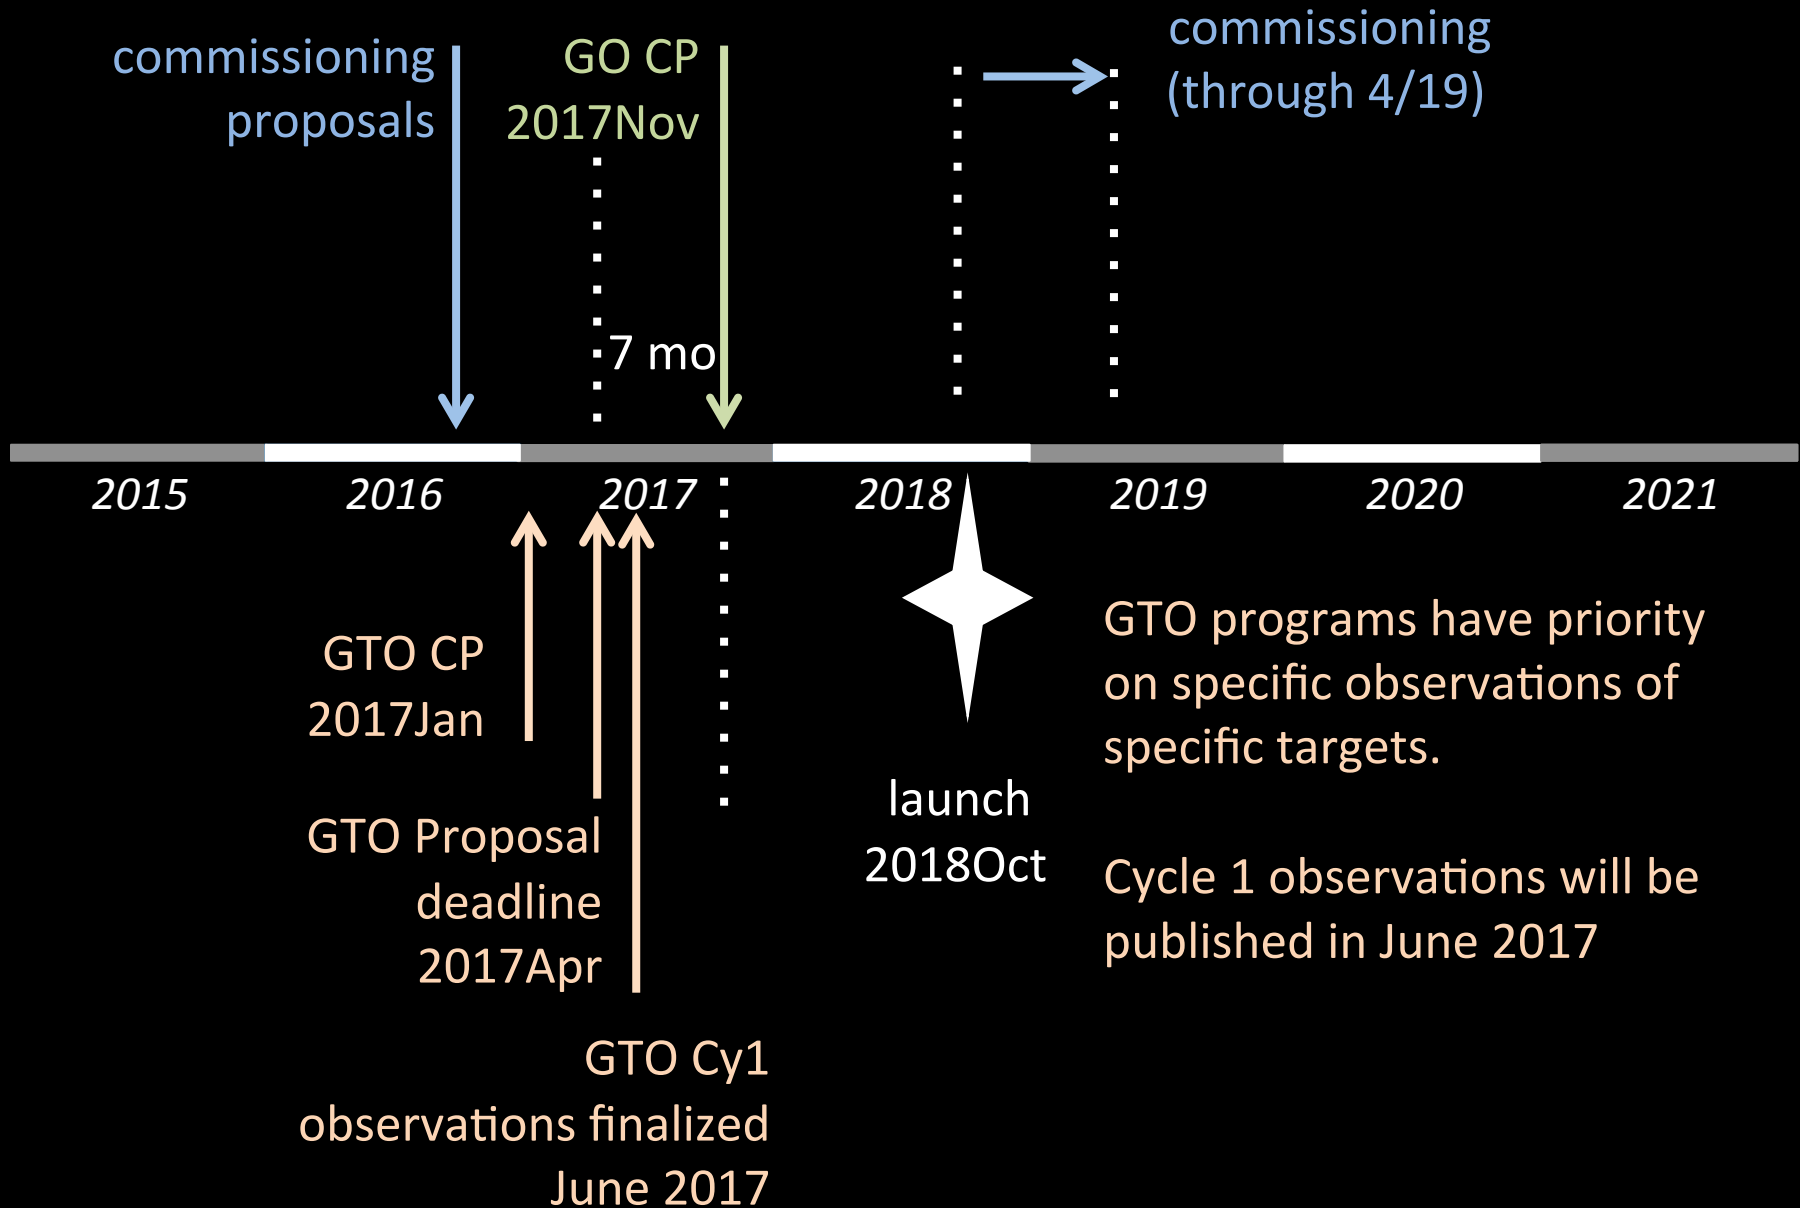 commissioning
proposals
GO CP
2017Nov
commissioning
(through 4/19)
7 mo
2015
2016
2017
2018
2019
2020
2021
GTO CP
2017Jan
GTO Proposal
deadline
2017Apr
GTO Cy1
observations finalized
June 2017
launch
2018Oct
GTO programs have priority
on specific observations of
specific targets.
Cycle 1 observations will be
published in June 2017